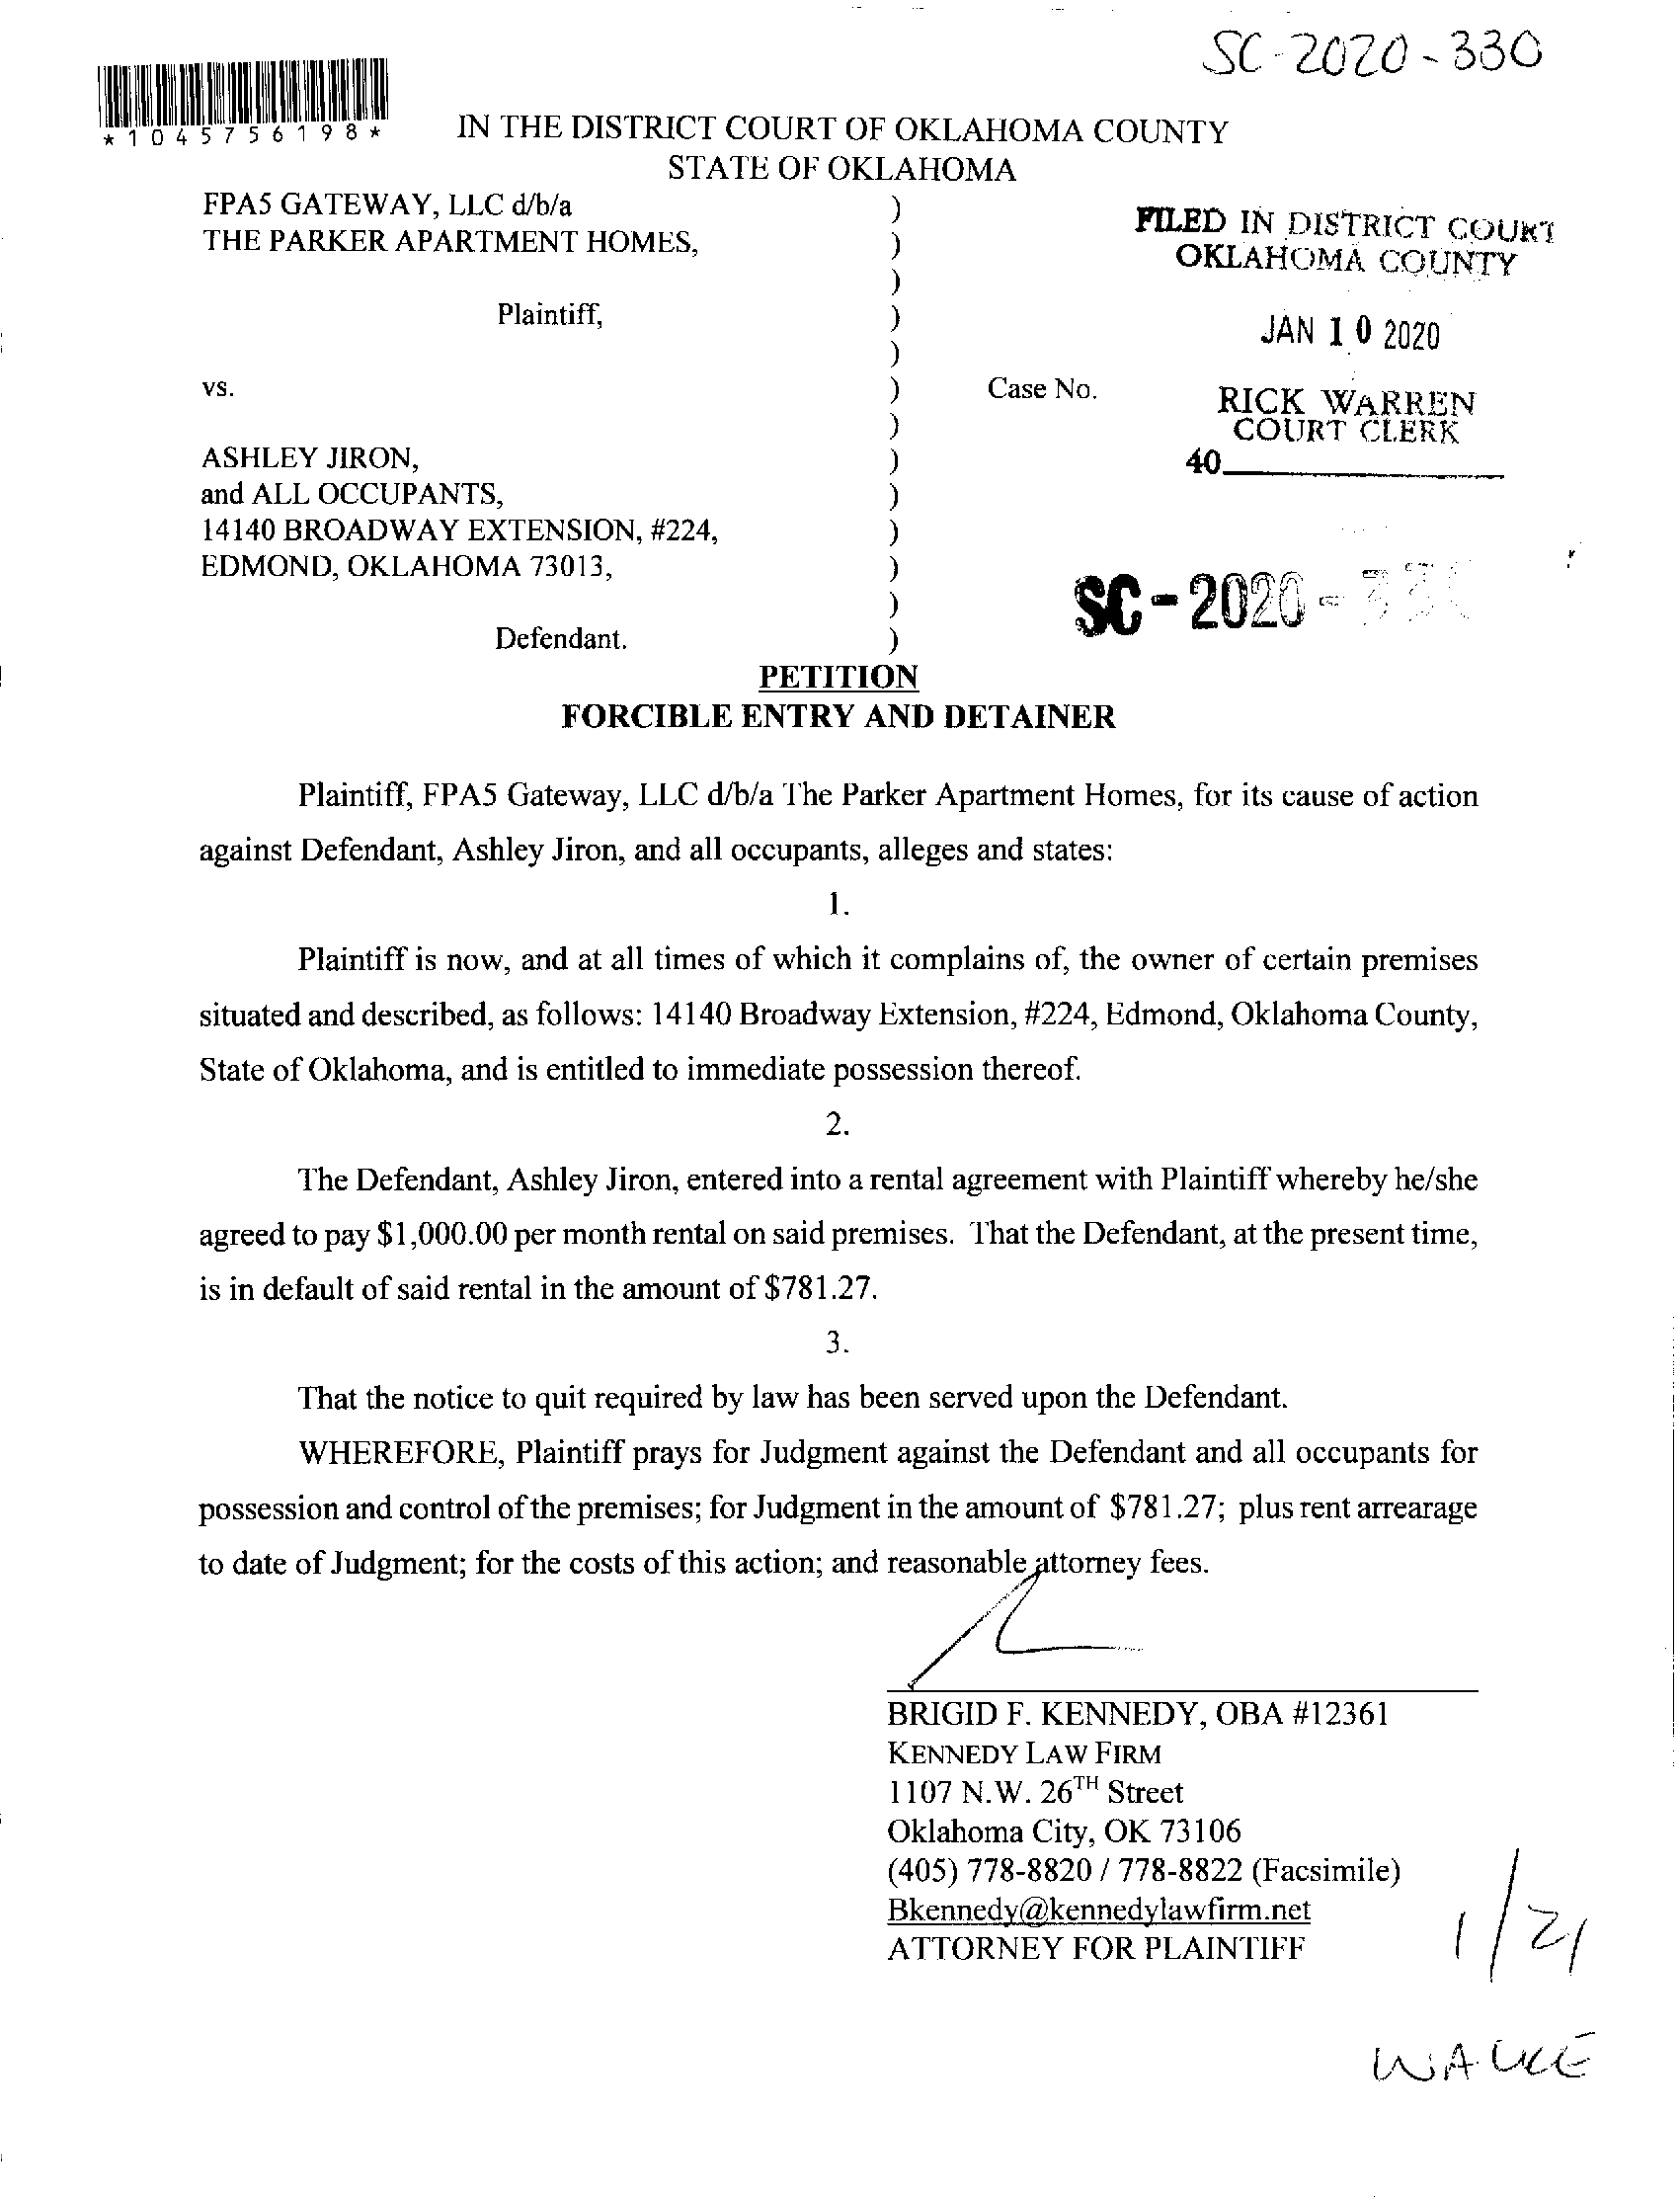 SC-2020-330
*1045756198*
IN THE DISTRICT COURT OF OKLAHOMA COUNTY
STATE OF OKLAHOMA
FPA5 GATEWAY, LLC d/b/a )
THE PARKER APARTMENT HOMES, )
)
Plaintiff, )
)
vs. ) Case No.
)
ASHLEY JIRON, )
and ALL OCCUPANTS, )
14140 BROADWAY EXTENSION, #224, )
EDMOND, OKLAHOMA 73013, )
)
Defendant. )
FILED IN DISTRICT COURT
OKLAHOMA COUNTY
JAN 10 2020
RICK WARREN
COURT CLERK
40
SC-2020-
PETITION
FORCIBLE ENTRY AND DETAINER
Plaintiff, FPA5 Gateway, LLC d/b/a The Parker Apartment Homes, for its cause of action
against Defendant, Ashley Jiron, and all occupants, alleges and states:
1.
Plaintiff is now, and at all times of which it complains of, the owner of certain premises
situated and described, as follows: 14140 Broadway Extension, #224, Edmond, Oklahoma County,
State of Oklahoma, and is entitled to immediate possession thereof.
2.
The Defendant, Ashley Jiron, entered into a rental agreement with Plaintiff whereby he/she
agreed to pay $1,000.00 per month rental on said premises. That the Defendant, at the present time,
is in default of said rental in the amount of $781.27.
3.
That the notice to quit required by law has been served upon the Defendant.
WHEREFORE, Plaintiff prays for Judgment against the Defendant and all occupants for
possession and control of the premises; for Judgment in the amount of $781.27; plus rent arrearage
to date of Judgment; for the costs of this action; and reasonable attorney fees.
BRIGID F. KENNEDY, OBA #12361
KENNEDY LAW FIRM
1107 N.W. 26TH Street
Oklahoma City, OK 73106
(405) 778-8820 / 778-8822 (Facsimile)
Bkennedy@kennedylawfirm.net
ATTORNEY FOR PLAINTIFF
1/21